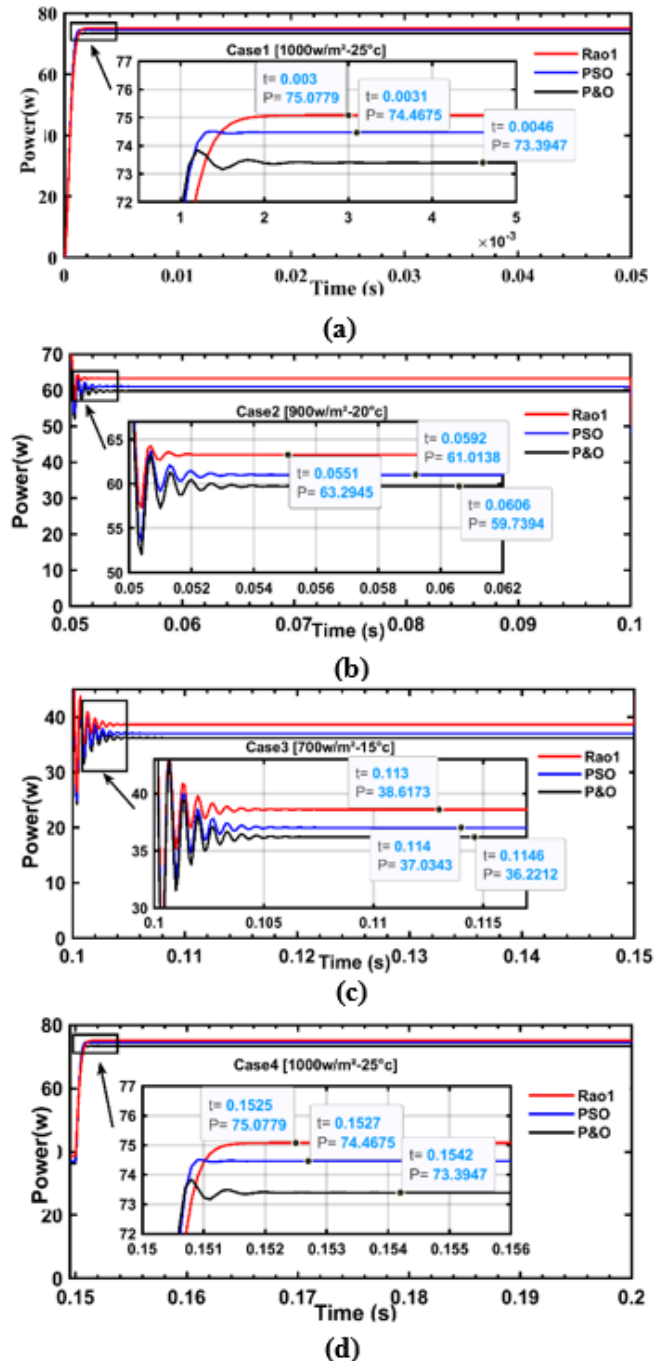 (a)
Power(w)
80
60
40
20
0
Case1 [1000w/m²-25°c]
Rao1
PSO
P&O
77
76
75
74
73
72
t= 0.003
P= 75.0779
t= 0.0031
P= 74.4675
t= 0.0046
P= 73.3947
1 2 3 4 5
×10⁻³
0 0.01 0.02 0.03 0.04 0.05
Time (s)
(a)
Power(w)
70
60
50
40
30
20
10
0
Case2 [900w/m²-20°c]
Rao1
PSO
P&O
65
60
55
50
t= 0.0592
P= 61.0138
t= 0.0551
P= 63.2945
t= 0.0606
P= 59.7394
0.05 0.052 0.054 0.056 0.058 0.06 0.062
0.05 0.06 0.07 0.08 0.09 0.1
Time (s)
(b)
Power(w)
40
30
20
10
0
Case3 [700w/m²-15°c]
Rao1
PSO
P&O
40
35
30
t= 0.113
P= 38.6173
t= 0.114
P= 37.0343
t= 0.1146
P= 36.2212
0.1 0.105 0.11 0.115
0.1 0.11 0.12 0.13 0.14 0.15
Time (s)
(c)
Power(w)
80
60
40
20
0
Case4 [1000w/m²-25°c]
Rao1
PSO
P&O
77
76
75
74
73
72
t= 0.1525
P= 75.0779
t= 0.1527
P= 74.4675
t= 0.1542
P= 73.3947
0.15 0.151 0.152 0.153 0.154 0.155 0.156
0.15 0.16 0.17 0.18 0.19 0.2
Time (s)
(d)